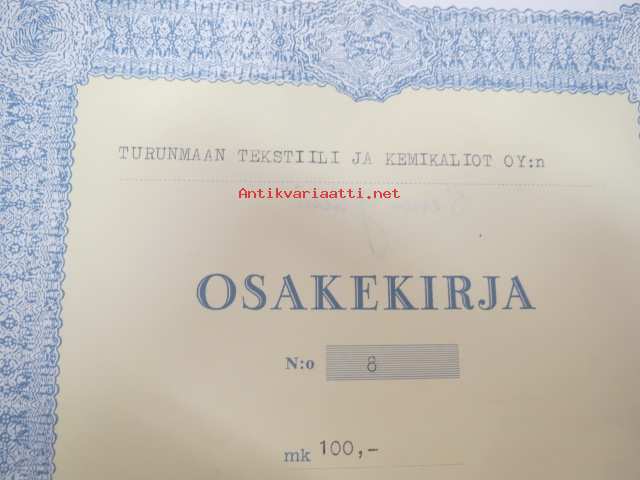 TURUNMAAN TEKSTIILI JA KEMIKALIOT OY:n
Antikvariaatti.net
OSAKEKIRJA
N:o 8
mk 100,-